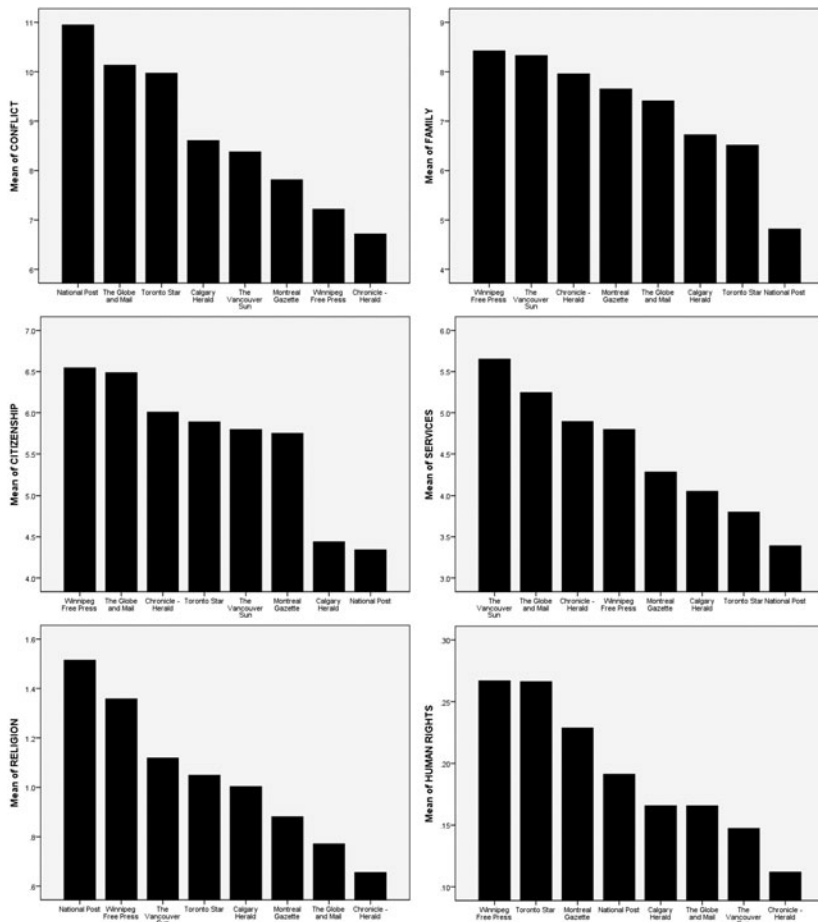 Mean of CONFLICT
11
10
9
8
7
6
National Post
The Globe
and Mail
Toronto Star
Calgary
Herald
The
Vancouver
Sun
Montreal
Gazette
Winnipeg
Free Press
Chronicle -
Herald
Mean of FAMILY
9
8
7
6
5
4
Winnipeg
Free Press
The
Vancouver
Sun
Chronicle -
Herald
Montreal
Gazette
The Globe
and Mail
Calgary
Herald
Toronto Star
National Post
Mean of CITIZENSHIP
7.0
6.5
6.0
5.5
5.0
4.5
4.0
Winnipeg
Free Press
The Globe
and Mail
Chronicle -
Herald
Toronto Star
The
Vancouver
Sun
Montreal
Gazette
Calgary
Herald
National Post
Mean of SERVICES
6.0
5.5
5.0
4.5
4.0
3.5
3.0
The
Vancouver
Sun
The Globe
and Mail
Chronicle -
Herald
Winnipeg
Free Press
Montreal
Gazette
Calgary
Herald
Toronto Star
National Post
Mean of RELIGION
1.6
1.4
1.2
1.0
.8
.6
National Post
Winnipeg
Free Press
The
Vancouver
Toronto Star
Calgary
Herald
Montreal
Gazette
The Globe
and Mail
Chronicle -
Herald
Mean of HUMAN RIGHTS
.30
.25
.20
.15
.10
Winnipeg
Free Press
Toronto Star
Montreal
Gazette
National Post
Calgary
Herald
The Globe
and Mail
The
Vancouver
Chronicle -
Herald